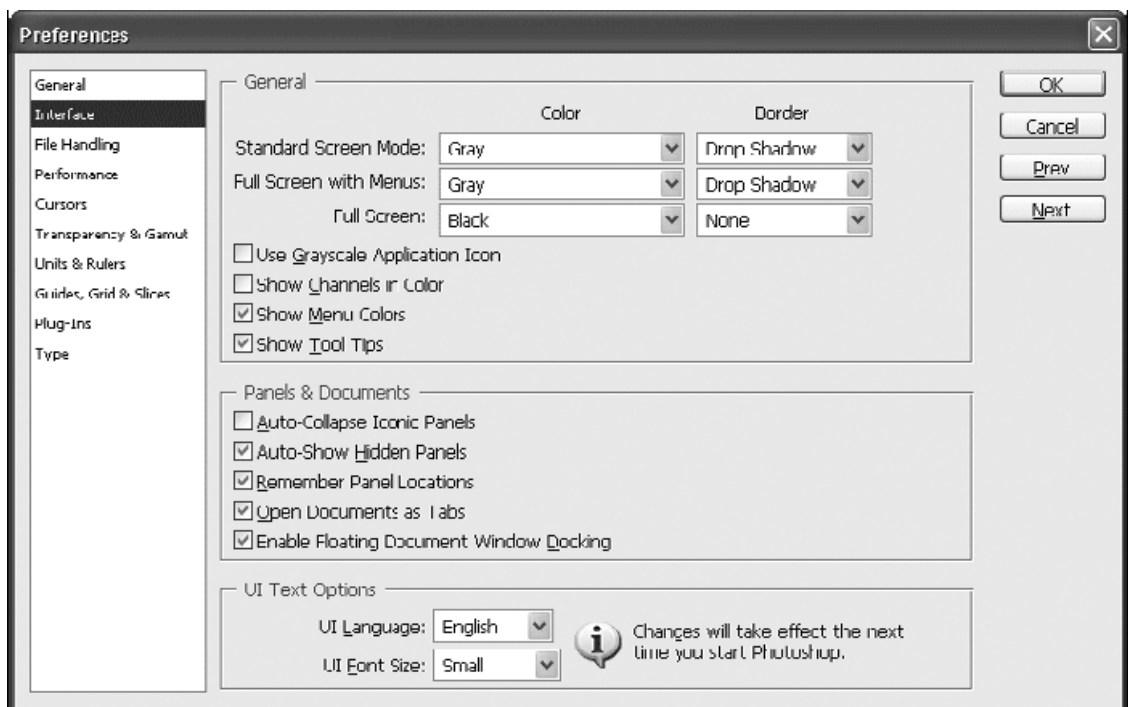 Preferences
General
Interface
File Handling
Performance
Cursors
Transparency & Gamut
Units & Rulers
Guides, Grid & Slices
Plug-Ins
Type
General
Color Border
Standard Screen Mode: Gray Drop Shadow
Full Screen with Menus: Gray Drop Shadow
Full Screen: Black None
Use Grayscale Application Icon
Show Channels in Color
Show Menu Colors
Show Tool Tips
Panels & Documents
Auto-Collapse Iconic Panels
Auto-Show Hidden Panels
Remember Panel Locations
Open Documents as Tabs
Enable Floating Document Window Docking
UI Text Options
UI Language: English
UI Font Size: Small
Changes will take effect the next
time you start Photoshop.
OK
Cancel
Prev
Next